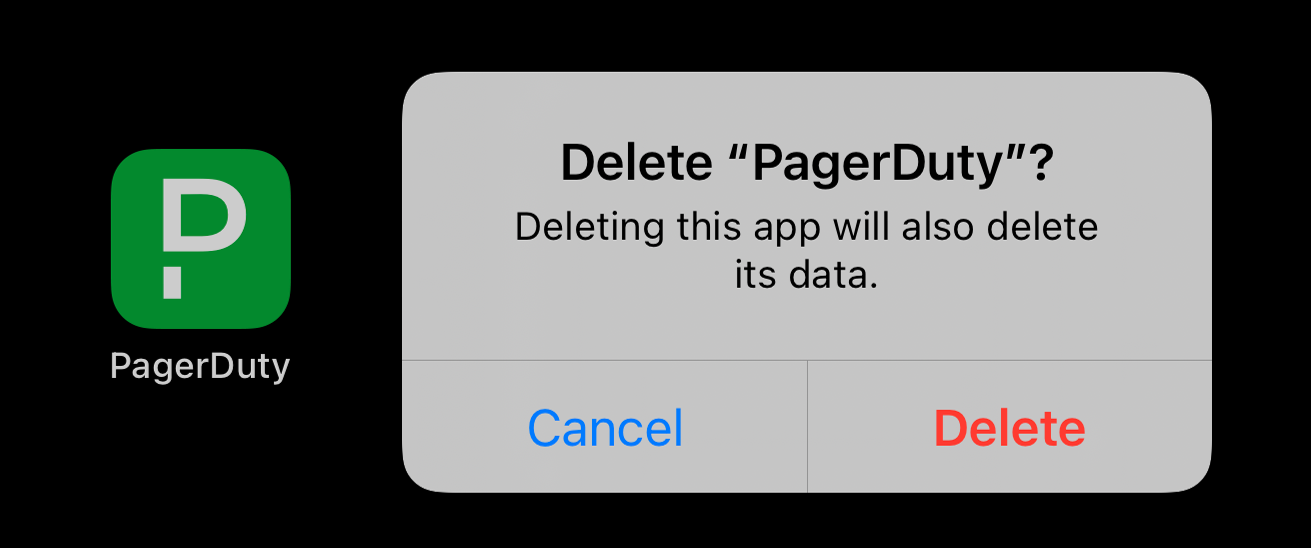 Delete “PagerDuty”?
Deleting this app will also delete
its data.
PagerDuty
Cancel
Delete